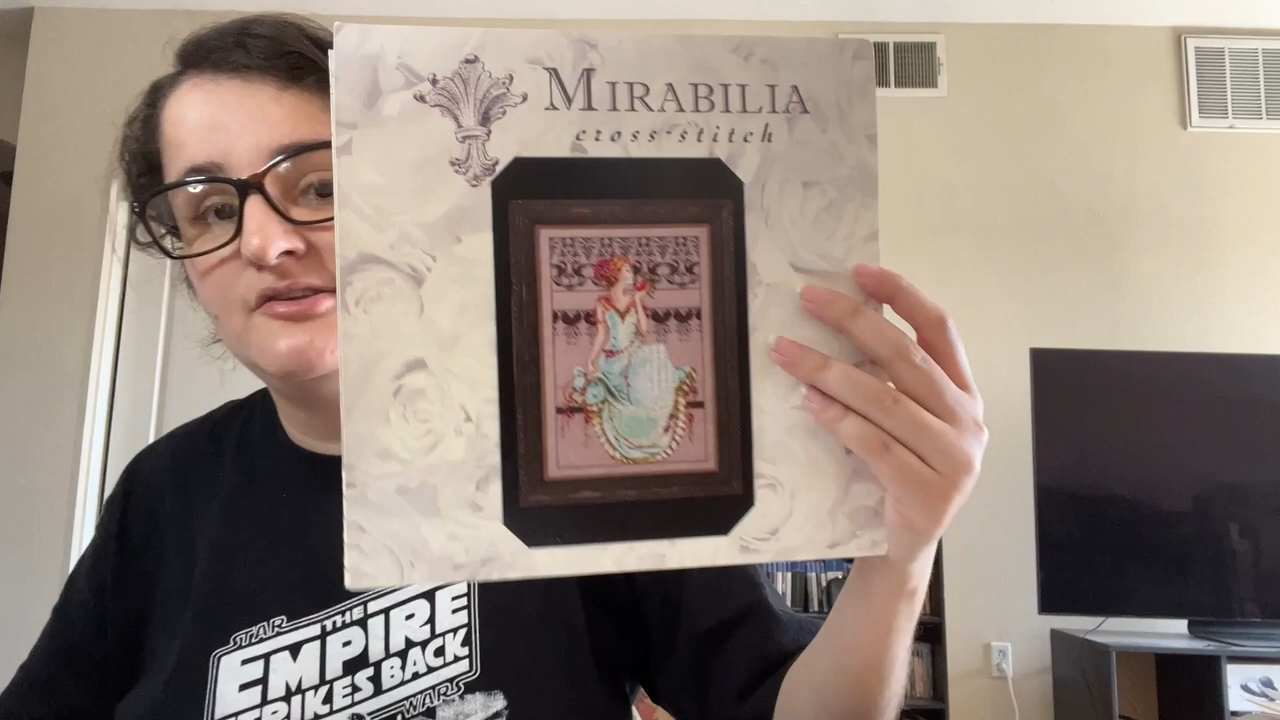 MIRABILIA
cross-stitch
STAR
THE
EMPIRE
STRIKES BACK
WARS